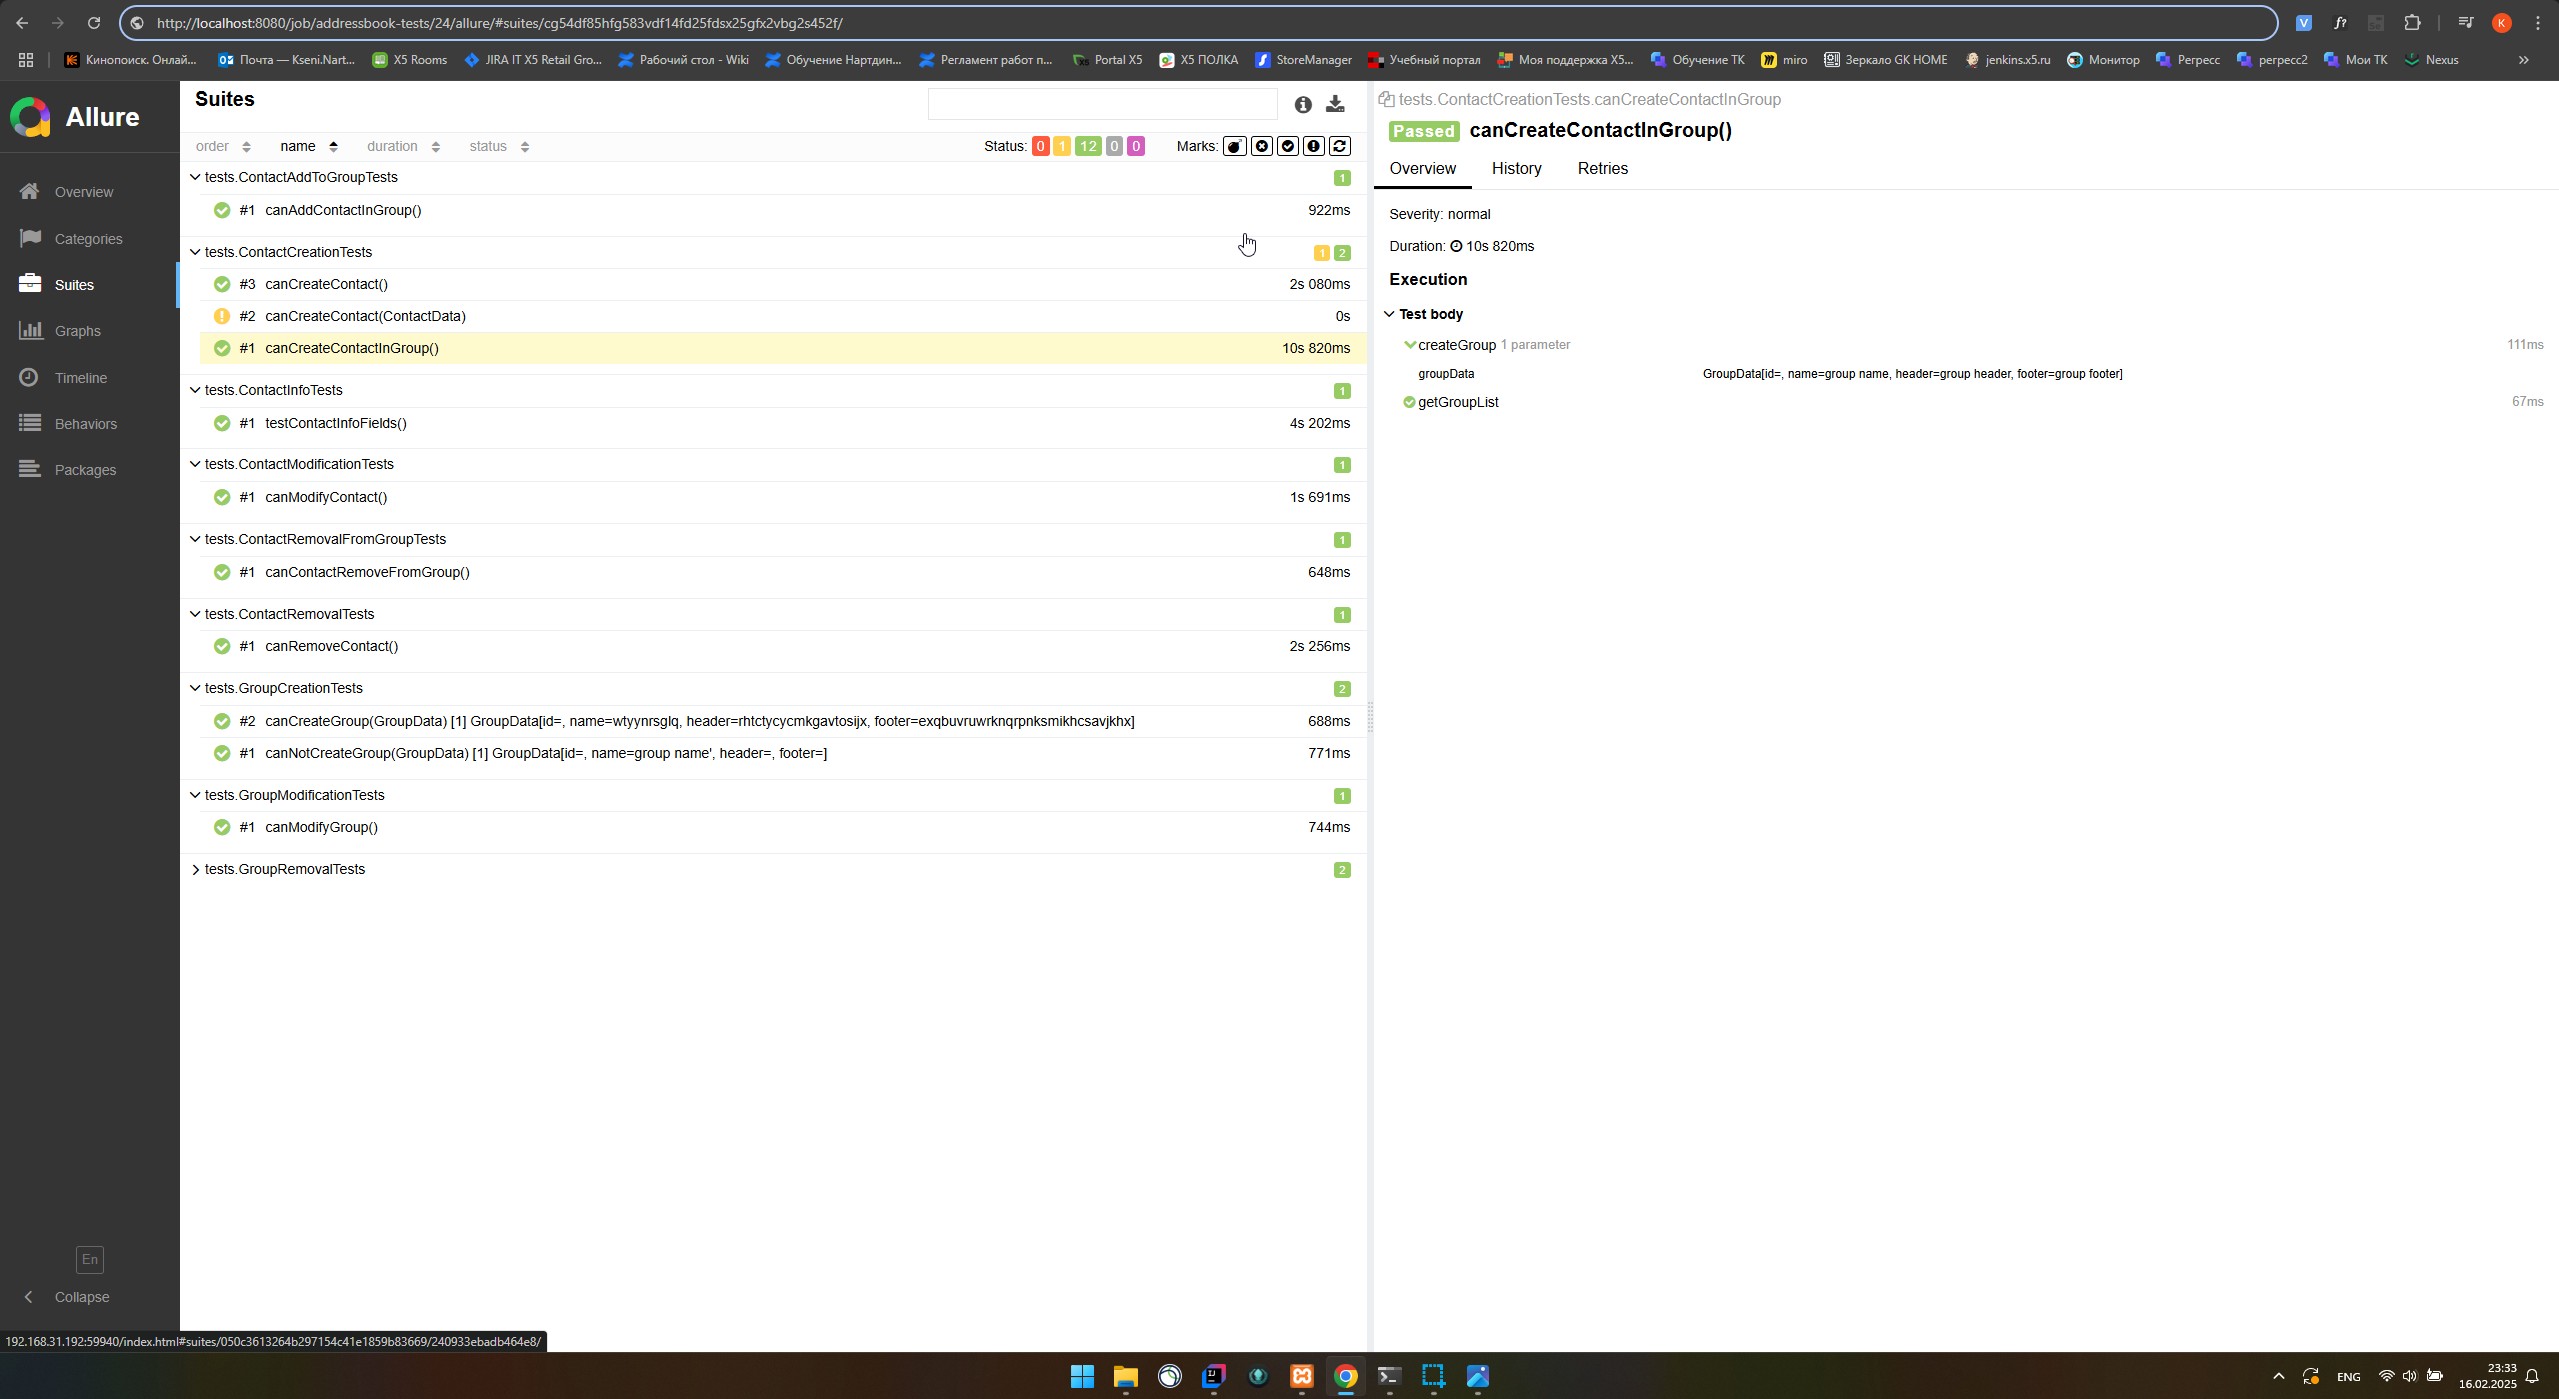 http://localhost:8080/job/addressbook-tests/24/allure/#suites/cg54df85hfg583vdf14fd25fdsx25gfx2vbg2s452f/
Кинопоиск. Онлай... Почта — Kseni.Nart... X5 Rooms JIRA IT X5 Retail Gro... Рабочий стол - Wiki Обучение Нартдин... Регламент работ п... Portal X5 X5 ПОЛКА StoreManager Учебный портал Моя поддержка X5... Обучение ТК miro Зеркало GK HOME jenkins.x5.ru Монитор Регресс регресс2 Мои ТК Nexus
Allure
Overview
Categories
Suites
Graphs
Timeline
Behaviors
Packages
En
Collapse
Suites
order name duration status Status: 0 1 12 0 0 Marks:
tests.ContactAddToGroupTests 1
#1 canAddContactInGroup() 922ms
tests.ContactCreationTests 1 2
#3 canCreateContact() 2s 080ms
#2 canCreateContact(ContactData) 0s
#1 canCreateContactInGroup() 10s 820ms
tests.ContactInfoTests 1
#1 testContactInfoFields() 4s 202ms
tests.ContactModificationTests 1
#1 canModifyContact() 1s 691ms
tests.ContactRemovalFromGroupTests 1
#1 canContactRemoveFromGroup() 648ms
tests.ContactRemovalTests 1
#1 canRemoveContact() 2s 256ms
tests.GroupCreationTests 2
#2 canCreateGroup(GroupData) [1] GroupData[id=, name=wtyynrsglq, header=rhtctycycmkgavtosijx, footer=exqbuvruwrknqrpnksmikhcsavjkhx] 688ms
#1 canNotCreateGroup(GroupData) [1] GroupData[id=, name=group name', header=, footer=] 771ms
tests.GroupModificationTests 1
#1 canModifyGroup() 744ms
tests.GroupRemovalTests 2
tests.ContactCreationTests.canCreateContactInGroup
Passed canCreateContactInGroup()
Overview History Retries
Severity: normal
Duration: 10s 820ms
Execution
Test body
createGroup 1 parameter 111ms
groupData GroupData[id=, name=group name, header=group header, footer=group footer]
getGroupList 67ms
192.168.31.192:59940/index.html#suites/050c3613264b297154c41e1859b83669/240933ebadb464e8/
ENG
23:33
16.02.2025